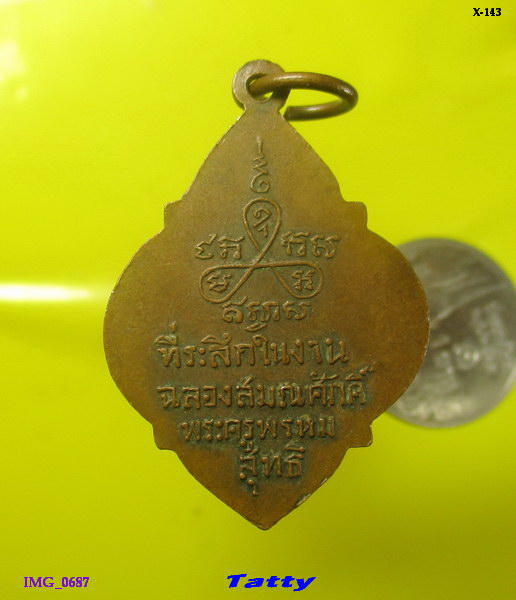 X-143
ที่ระลึกในงาน
ฉลองสมณศักดิ์
พระครูพรหม
สุทธิ
IMG_0687
Tatty